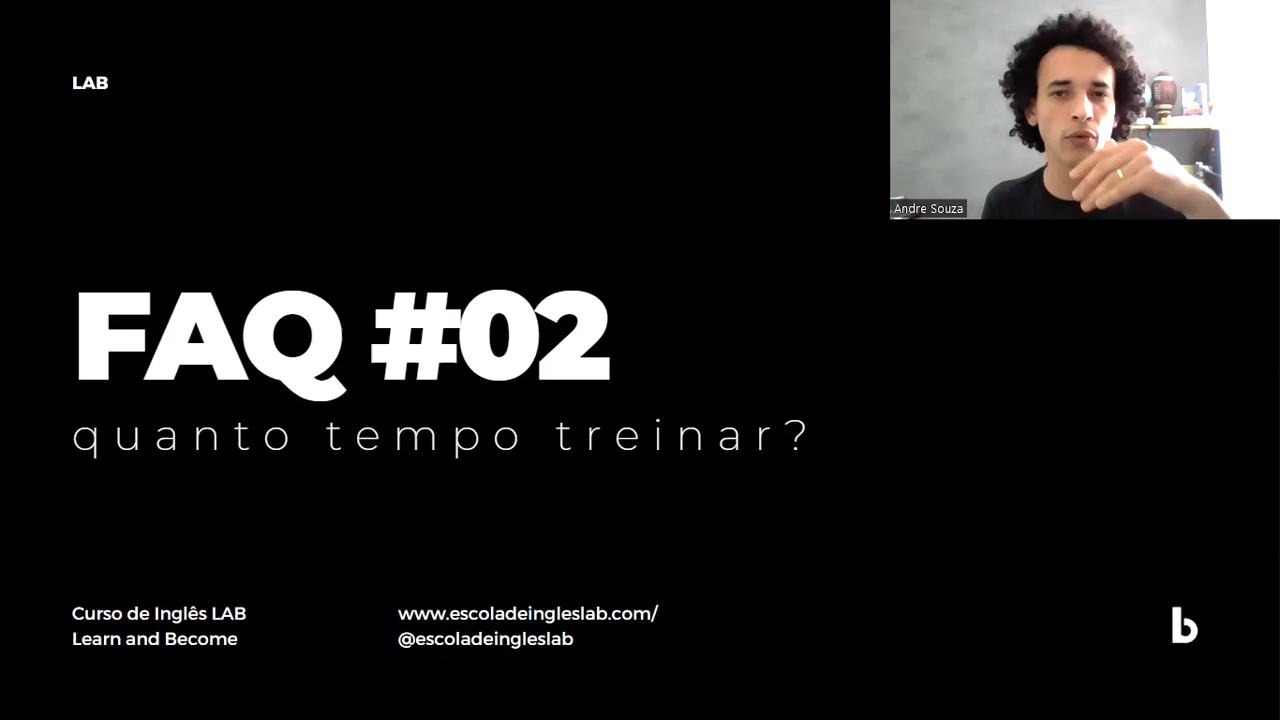 LAB
Andre Souza
FAQ #02
quanto tempo treinar?
Curso de Inglês LAB
Learn and Become
www.escoladeingleslab.com/
@escoladeingleslab
b